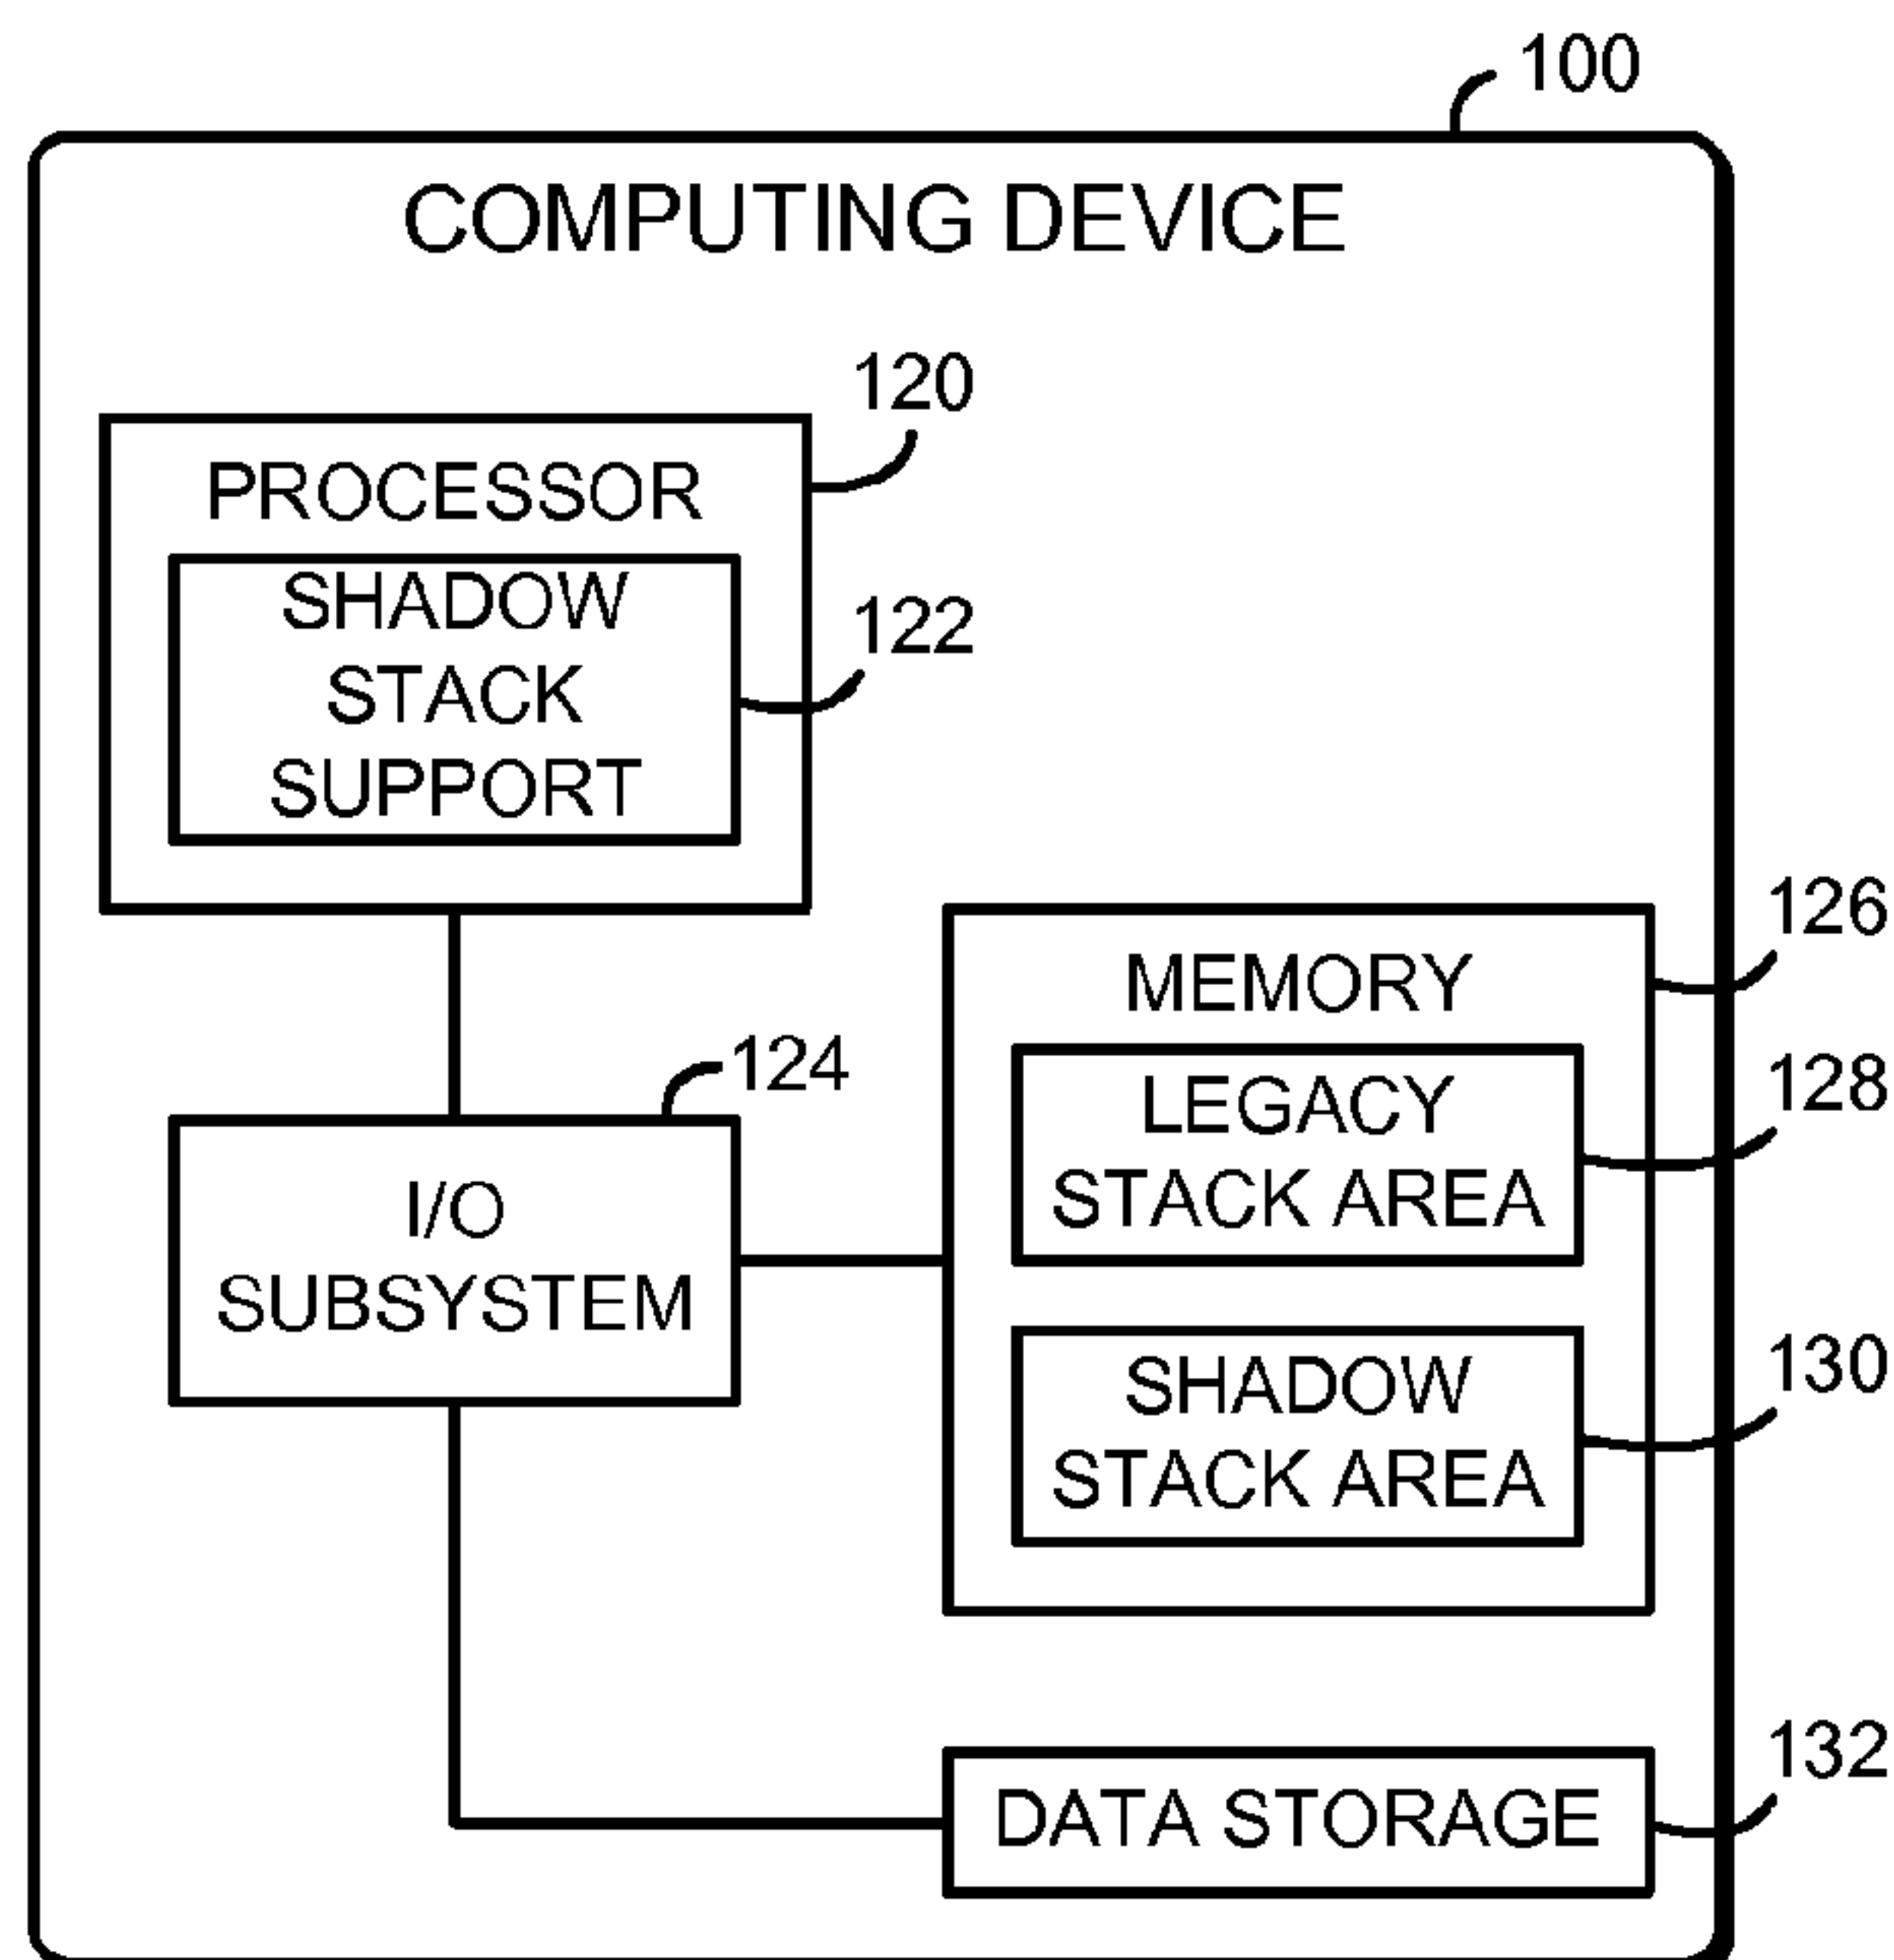 100
COMPUTING DEVICE
120
PROCESSOR
SHADOW
STACK
SUPPORT
122
126
MEMORY
124
128
LEGACY
STACK AREA
I/O
SUBSYSTEM
130
SHADOW
STACK AREA
132
DATA STORAGE